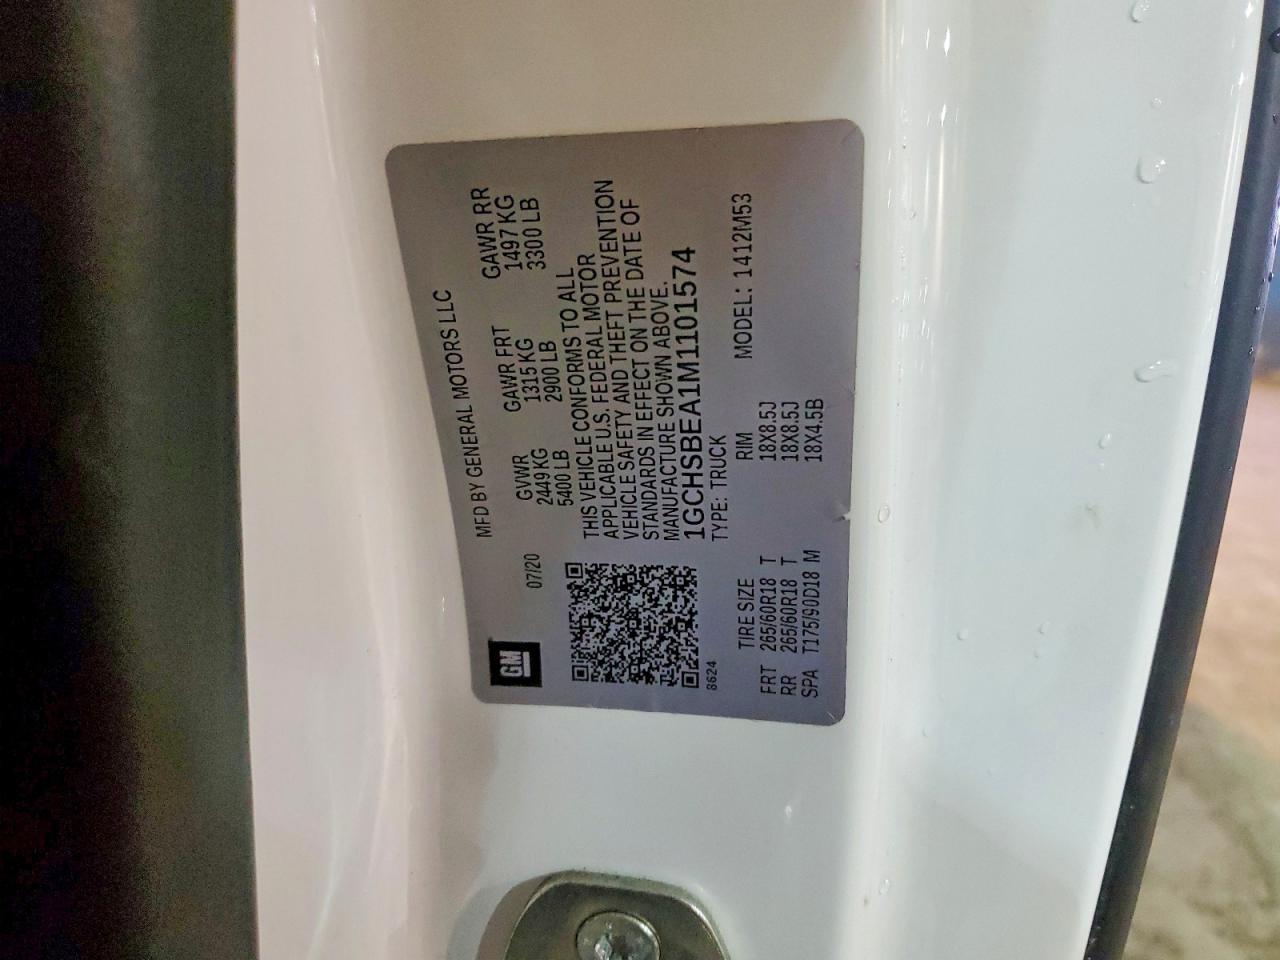 GM
MFD BY GENERAL MOTORS LLC
07/20
GVWR GAWR FRT GAWR RR
2449 KG 1315 KG 1497 KG
5400 LB 2900 LB 3300 LB
THIS VEHICLE CONFORMS TO ALL
APPLICABLE U.S. FEDERAL MOTOR
VEHICLE SAFETY AND THEFT PREVENTION
STANDARDS IN EFFECT ON THE DATE OF
MANUFACTURE SHOWN ABOVE.
1GCHSBEA1M1101574
8624
TYPE: TRUCK MODEL: 1412M53
TIRE SIZE RIM
FRT 265/60R18 T 18X8.5J
RR 265/60R18 T 18X8.5J
SPA T175/90D18 M 18X4.5B